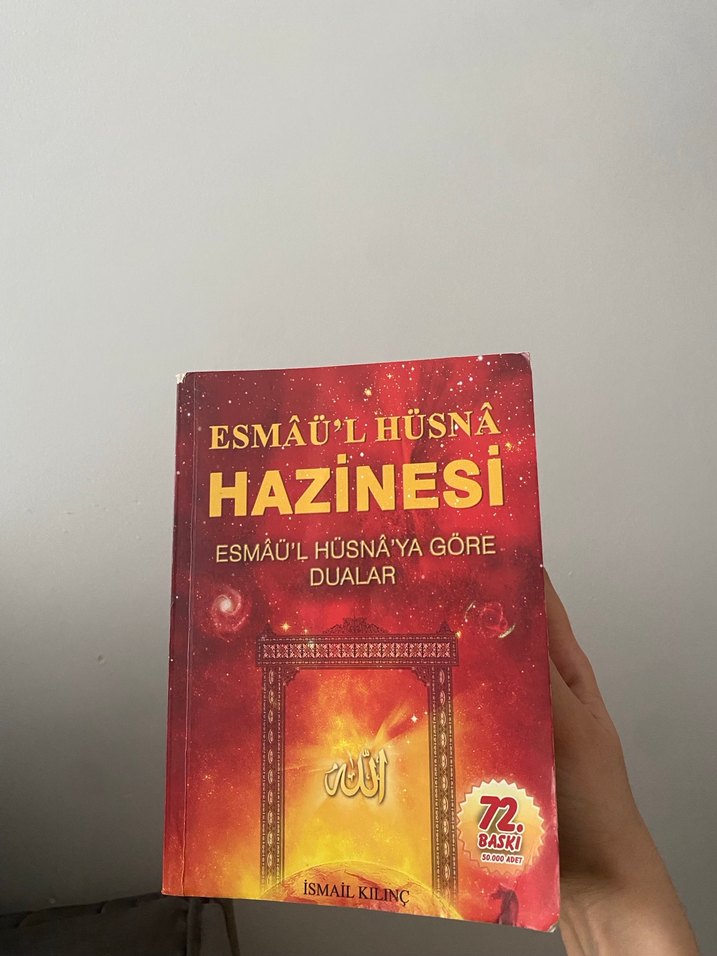 ESMÂÜ'L HÜSNÂ
HAZİNESİ
ESMÂÜ'L HÜSNÂ'YA GÖRE
DUALAR
الله
72.
BASKI
50.000 ADET
İSMAİL KILINÇ